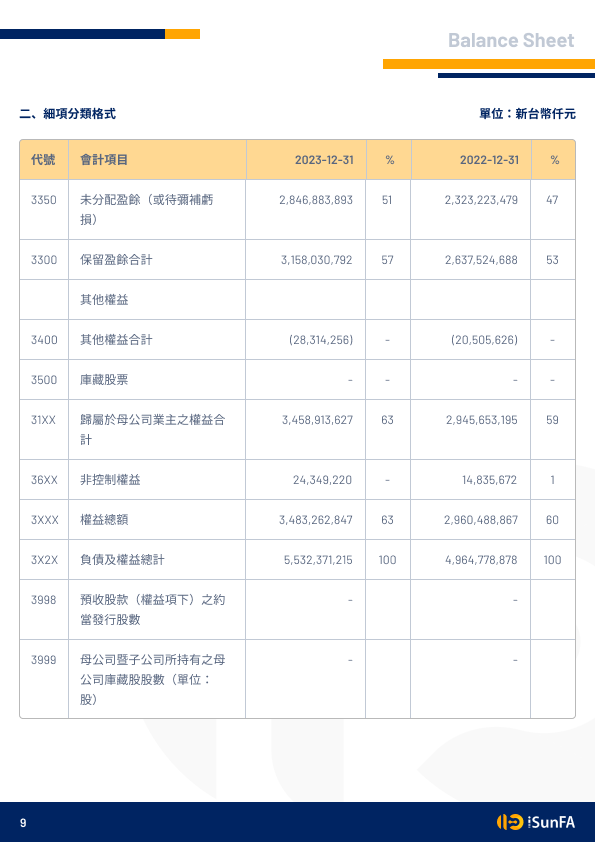 Balance Sheet
二、細項分類格式 單位：新台幣仟元
代號 會計項目 2023-12-31 % 2022-12-31 %
3350 未分配盈餘（或待彌補虧 2,846,883,893 51 2,323,223,479 47
損）
3300 保留盈餘合計 3,158,030,792 57 2,637,524,688 53
其他權益
3400 其他權益合計 (28,314,256) - (20,505,626) -
3500 庫藏股票 - - - -
31XX 歸屬於母公司業主之權益合 3,458,913,627 63 2,945,653,195 59
計
36XX 非控制權益 24,349,220 - 14,835,672 1
3XXX 權益總額 3,483,262,847 63 2,960,488,867 60
3X2X 負債及權益總計 5,532,371,215 100 4,964,778,878 100
3998 預收股款（權益項下）之約 - -
當發行股數
3999 母公司暨子公司所持有之母 - -
公司庫藏股股數（單位：
股）
9 iSunFA